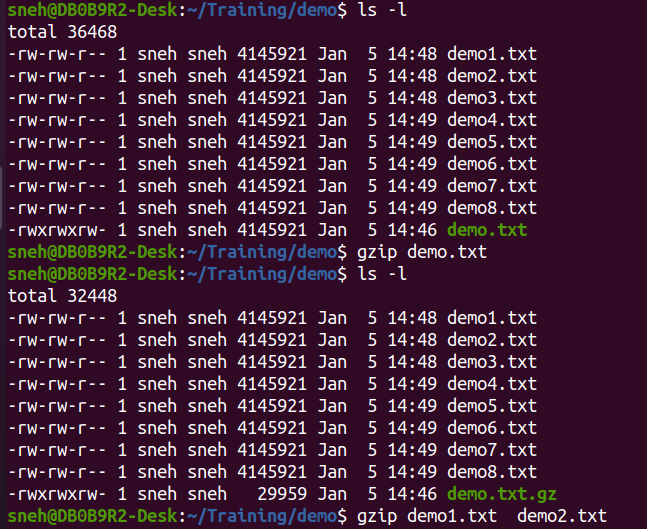 sneh@DB0B9R2-Desk:~/Training/demo$ ls -l
total 36468
-rw-rw-r-- 1 sneh sneh 4145921 Jan  5 14:48 demo1.txt
-rw-rw-r-- 1 sneh sneh 4145921 Jan  5 14:48 demo2.txt
-rw-rw-r-- 1 sneh sneh 4145921 Jan  5 14:48 demo3.txt
-rw-rw-r-- 1 sneh sneh 4145921 Jan  5 14:49 demo4.txt
-rw-rw-r-- 1 sneh sneh 4145921 Jan  5 14:49 demo5.txt
-rw-rw-r-- 1 sneh sneh 4145921 Jan  5 14:49 demo6.txt
-rw-rw-r-- 1 sneh sneh 4145921 Jan  5 14:49 demo7.txt
-rw-rw-r-- 1 sneh sneh 4145921 Jan  5 14:49 demo8.txt
-rwxrwxrw- 1 sneh sneh 4145921 Jan  5 14:46 demo.txt
sneh@DB0B9R2-Desk:~/Training/demo$ gzip demo.txt
sneh@DB0B9R2-Desk:~/Training/demo$ ls -l
total 32448
-rw-rw-r-- 1 sneh sneh 4145921 Jan  5 14:48 demo1.txt
-rw-rw-r-- 1 sneh sneh 4145921 Jan  5 14:48 demo2.txt
-rw-rw-r-- 1 sneh sneh 4145921 Jan  5 14:48 demo3.txt
-rw-rw-r-- 1 sneh sneh 4145921 Jan  5 14:49 demo4.txt
-rw-rw-r-- 1 sneh sneh 4145921 Jan  5 14:49 demo5.txt
-rw-rw-r-- 1 sneh sneh 4145921 Jan  5 14:49 demo6.txt
-rw-rw-r-- 1 sneh sneh 4145921 Jan  5 14:49 demo7.txt
-rw-rw-r-- 1 sneh sneh 4145921 Jan  5 14:49 demo8.txt
-rwxrwxrw- 1 sneh sneh   29959 Jan  5 14:46 demo.txt.gz
sneh@DB0B9R2-Desk:~/Training/demo$ gzip demo1.txt  demo2.txt